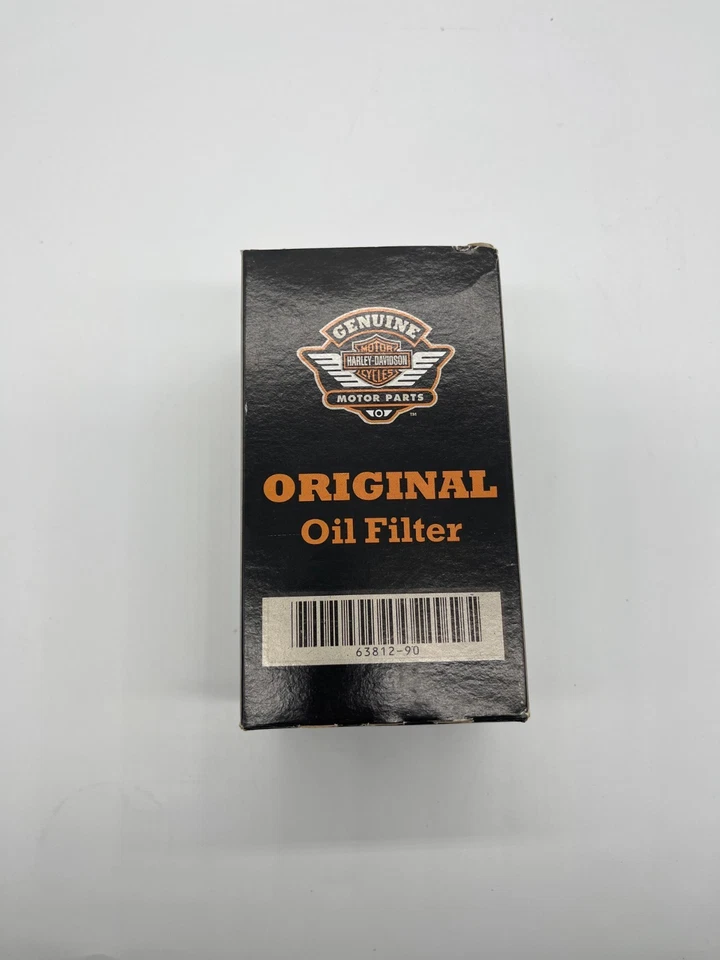 GENUINE
MOTOR
HARLEY-DAVIDSON
CYCLES
MOTOR PARTS
O
TM
ORIGINAL
Oil Filter
63812-90